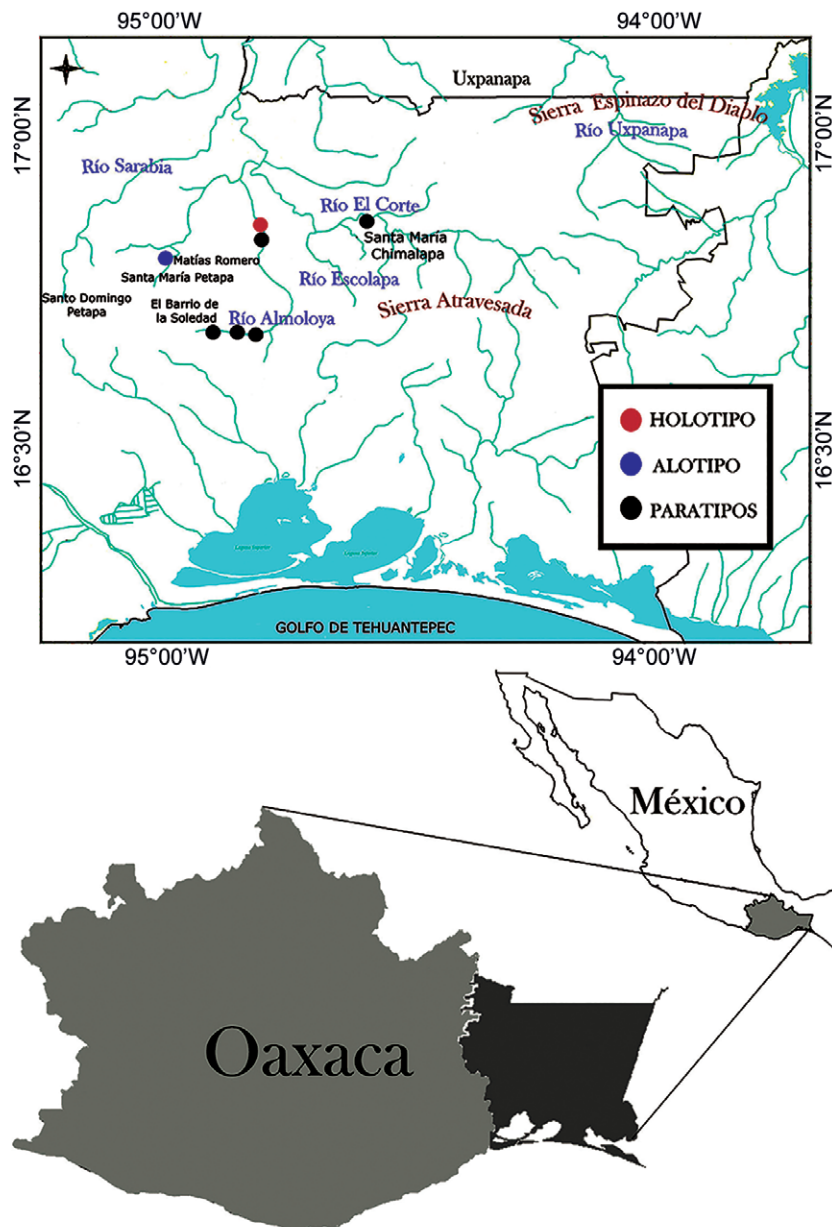 95°00'W
94°00'W
Uxpanapa
Sierra Espinazo del Diablo
Río Uxpanapa
17°00'N
17°00'N
Río Sarabia
Río El Corte
Santa María
Chimalapa
Matías Romero
Santa María Petapa
Río Escolapa
Santo Domingo
Petapa
El Barrio de
la Soledad
Río Almoloya
Sierra Atravesada
16°30'N
16°30'N
HOLOTIPO
ALOTIPO
PARATIPOS
Laguna Superior
GOLFO DE TEHUANTEPEC
95°00'W
94°00'W
México
Oaxaca